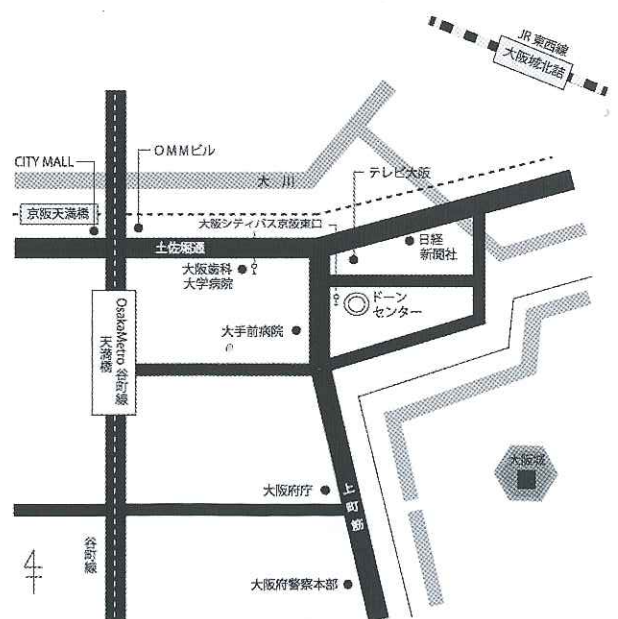 JR 東西線
大阪城北詰
CITY MALL
OMMビル
大川
テレビ大阪
京阪天満橋
大阪シティバス京阪東口
土佐堀通
日経
新聞社
大阪歯科
大学病院
ドーン
センター
OsakaMetro 谷町線
天満橋
大手前病院
大阪城
大阪府庁
上町筋
谷町線
大阪府警察本部